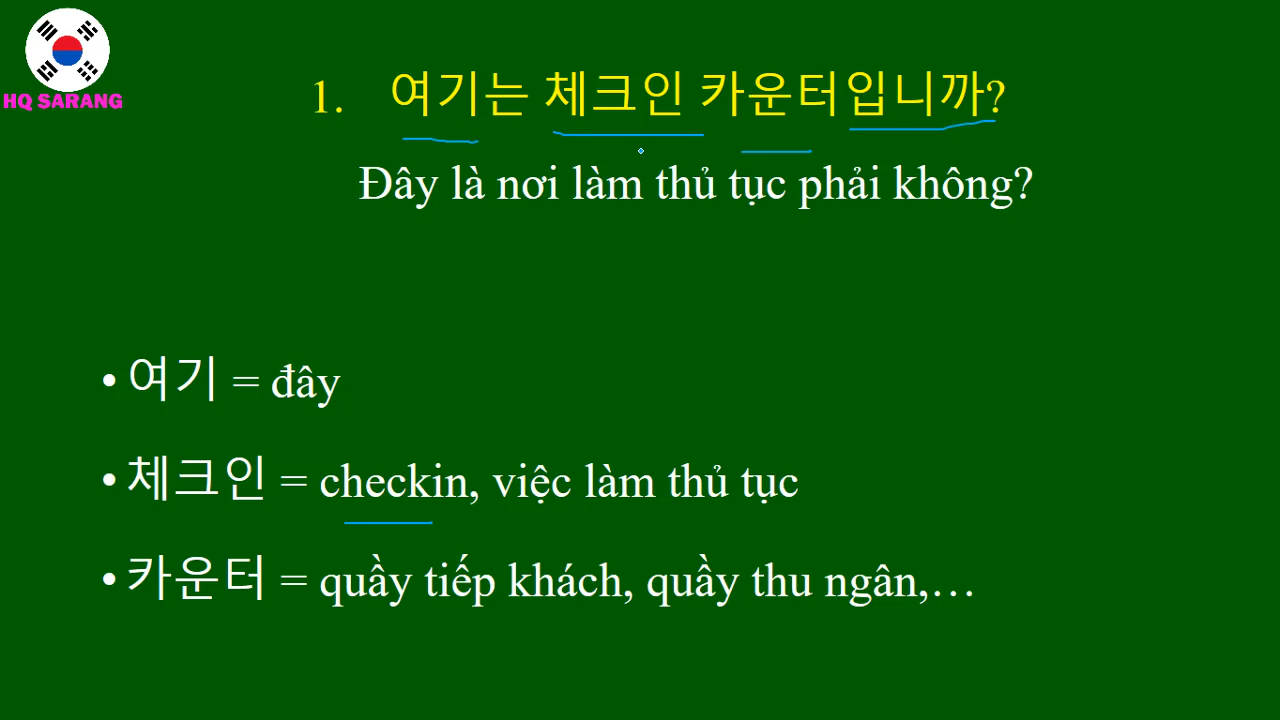 HQ SARANG
1. 여기는 체크인 카운터입니까?
Đây là nơi làm thủ tục phải không?
• 여기 = đây
• 체크인 = checkin, việc làm thủ tục
• 카운터 = quầy tiếp khách, quầy thu ngân,…